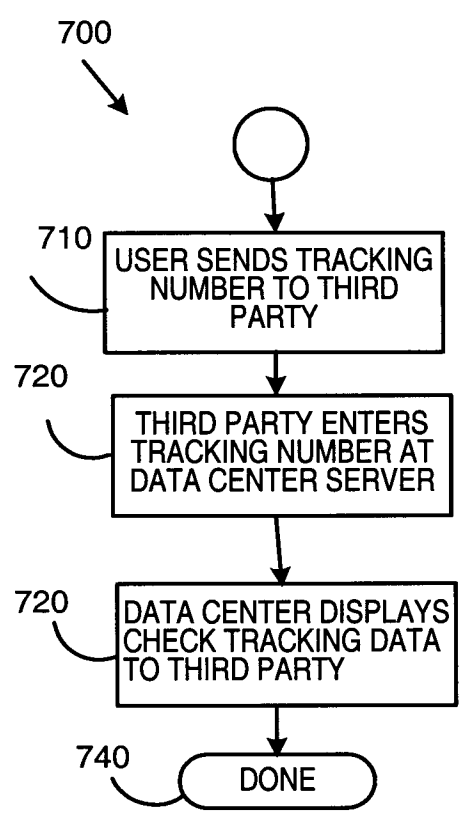 700
710
USER SENDS TRACKING
NUMBER TO THIRD
PARTY
720
THIRD PARTY ENTERS
TRACKING NUMBER AT
DATA CENTER SERVER
720
DATA CENTER DISPLAYS
CHECK TRACKING DATA
TO THIRD PARTY
740
DONE